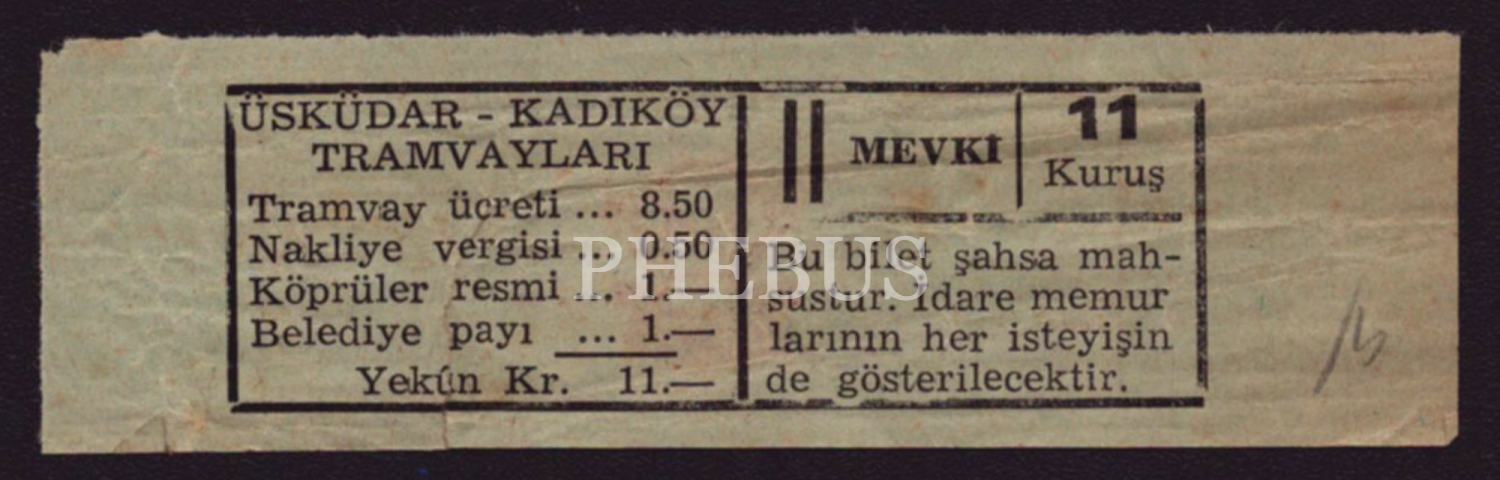 ÜSKÜDAR - KADIKÖY
TRAMVAYLARI
Tramvay ücreti ... 8.50
Nakliye vergisi ... 0.50
Köprüler resmi ... 1.—
Belediye payı ... 1.—
Yekûn Kr. 11.—
II MEVKİ
11
Kuruş
Bu bilet şahsa mah-
sustur. İdare memur
larının her isteyişin
de gösterilecektir.
PHEBUS